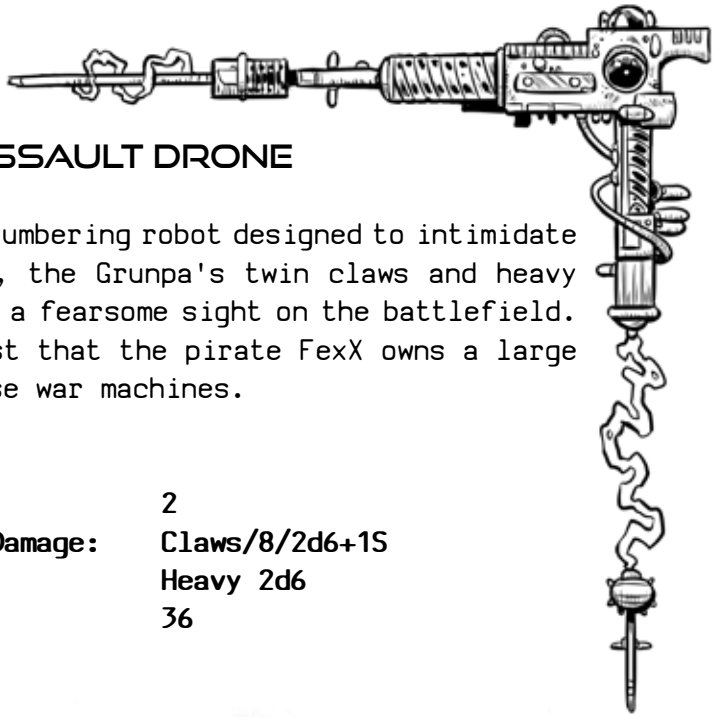 SSAULT DRONE
umbering robot designed to intimidate
, the Grunpa's twin claws and heavy
a fearsome sight on the battlefield.
st that the pirate FexX owns a large
se war machines.
2
Damage: Claws/8/2d6+1S
Heavy 2d6
36